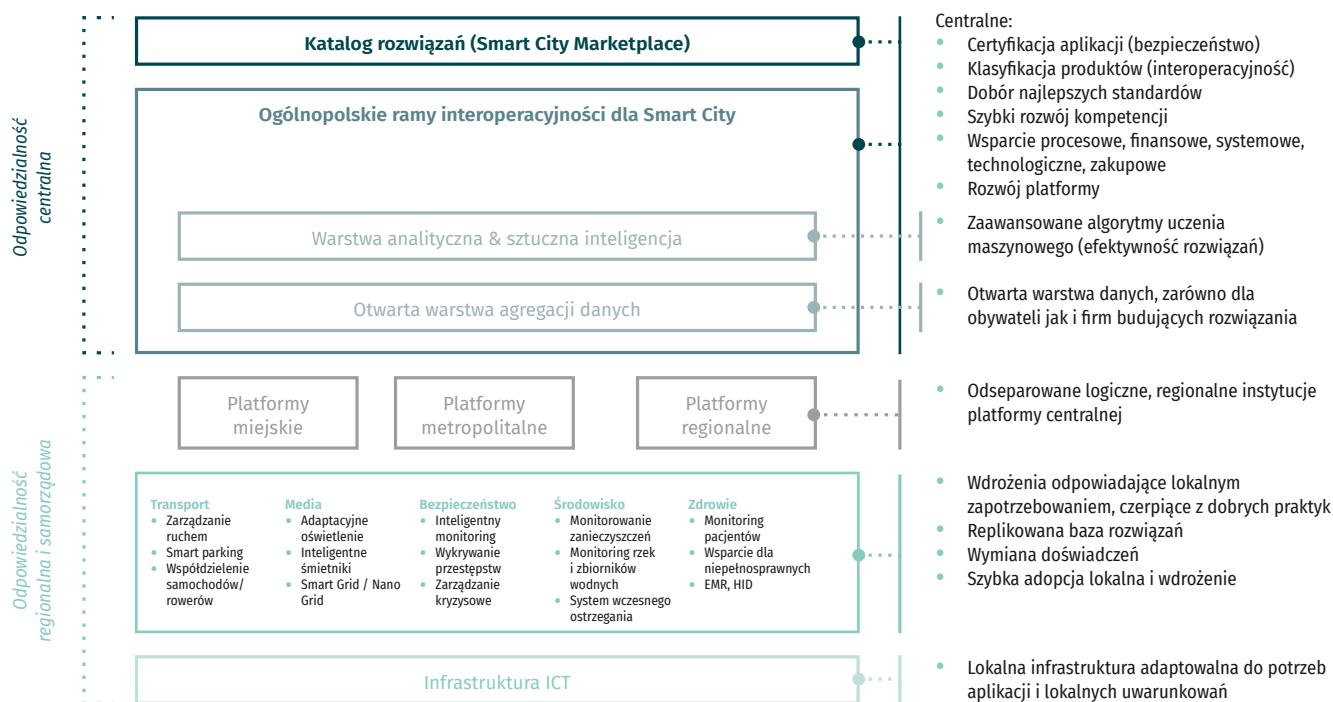 Odpowiedzialność
centralna
Katalog rozwiązań (Smart City Marketplace)
Ogólnopolskie ramy interoperacyjności dla Smart City
Warstwa analityczna & sztuczna inteligencja
Otwarta warstwa agregacji danych
Centralne:
• Certyfikacja aplikacji (bezpieczeństwo)
• Klasyfikacja produktów (interoperacyjność)
• Dobór najlepszych standardów
• Szybki rozwój kompetencji
• Wsparcie procesowe, finansowe, systemowe,
technologiczne, zakupowe
• Rozwój platformy
• Zaawansowane algorytmy uczenia
maszynowego (efektywność rozwiązań)
• Otwarta warstwa danych, zarówno dla
obywateli jak i firm budujących rozwiązania
Odpowiedzialność
regionalna i samorządowa
Platformy
miejskie
Platformy
metropolitalne
Platformy
regionalne
• Odseparowane logiczne, regionalne instytucje
platformy centralnej
Transport
• Zarządzanie
ruchem
• Smart parking
• Współdzielenie
samochodów/
rowerów
Media
• Adaptacyjne
oświetlenie
• Inteligentne
śmietniki
• Smart Grid / Nano
Grid
Bezpieczeństwo
• Inteligentny
monitoring
• Wykrywanie
przestępstw
• Zarządzanie
kryzysowe
Środowisko
• Monitorowanie
zanieczyszczeń
• Monitoring rzek
i zbiorników
wodnych
• System wczesnego
ostrzegania
Zdrowie
• Monitoring
pacjentów
• Wsparcie dla
niepełnosprawnych
• EMR, HID
• Wdrożenia odpowiadające lokalnym
zapotrzebowaniem, czerpiące z dobrych praktyk
• Replikowana baza rozwiązań
• Wymiana doświadczeń
• Szybka adopcja lokalna i wdrożenie
Infrastruktura ICT
• Lokalna infrastruktura adaptowalna do potrzeb
aplikacji i lokalnych uwarunkowań